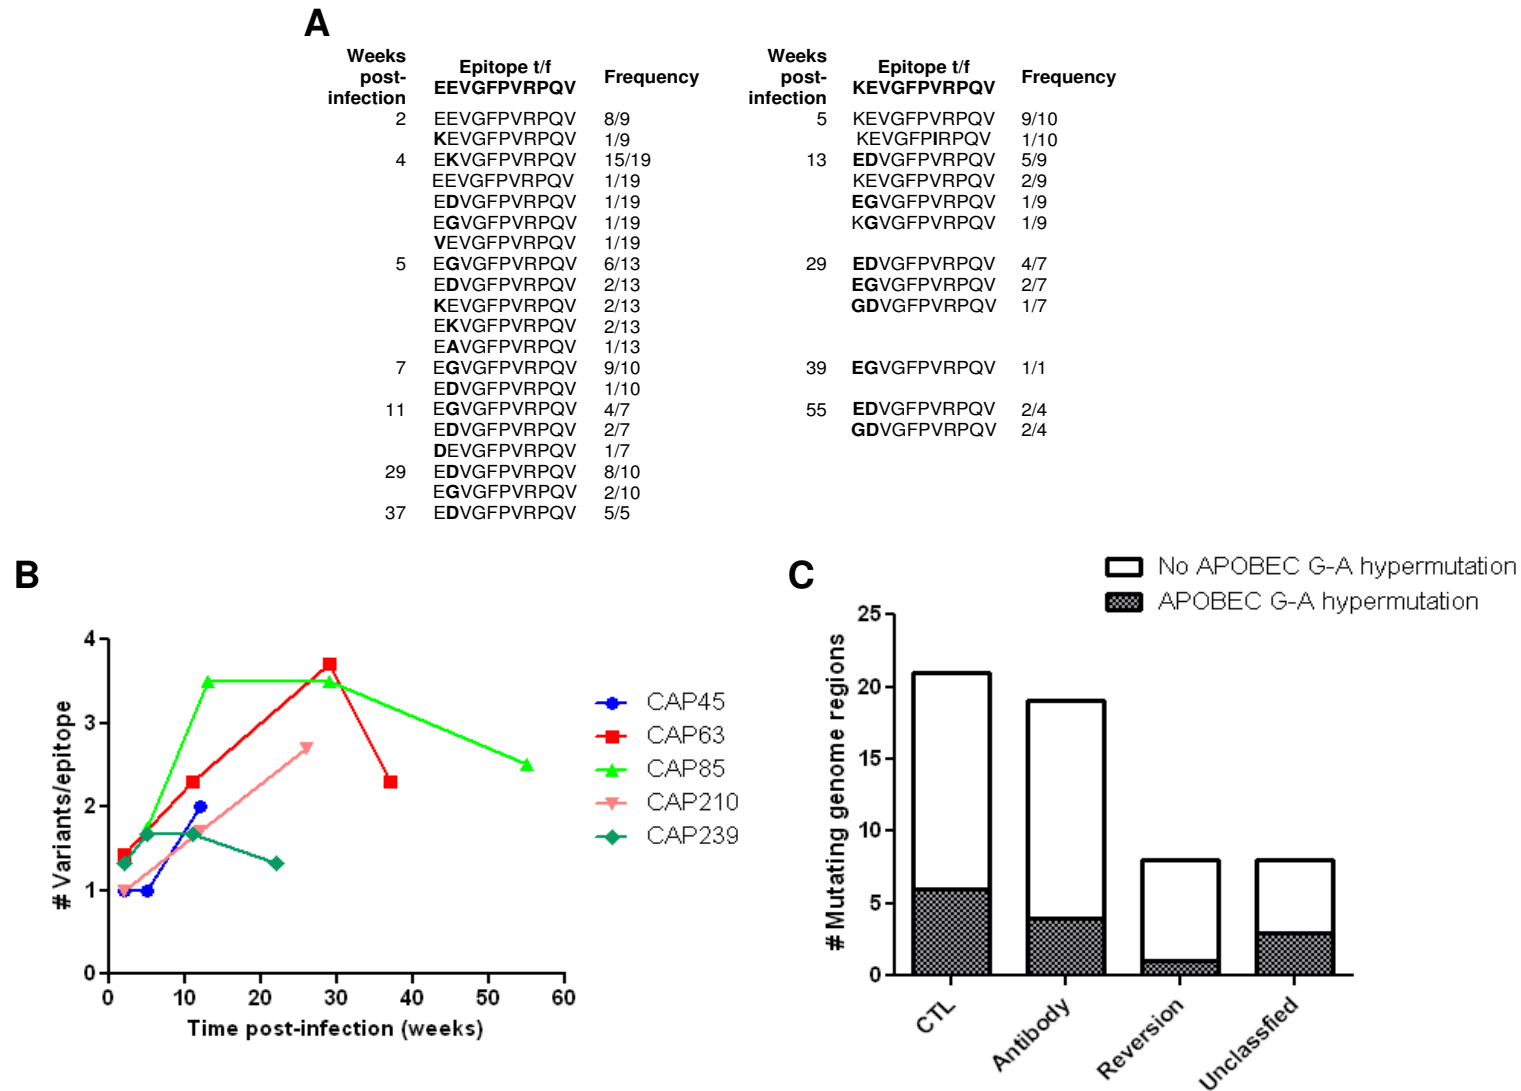 A
Weeks post-infection Epitope t/f EEVGFPVRPQV Frequency
2 EEVGFPVRPQV 8/9
KEVGFPVRPQV 1/9
4 EKVGFPVRPQV 15/19
EEVGFPVRPQV 1/19
EDVGFPVRPQV 1/19
EGVGFPVRPQV 1/19
VEVGFPVRPQV 1/19
5 EGVGFPVRPQV 6/13
EDVGFPVRPQV 2/13
KEVGFPVRPQV 2/13
EKVGFPVRPQV 2/13
EAVGFPVRPQV 1/13
7 EGVGFPVRPQV 9/10
EDVGFPVRPQV 1/10
11 EGVGFPVRPQV 4/7
EDVGFPVRPQV 2/7
DEVGFPVRPQV 1/7
29 EDVGFPVRPQV 8/10
EGVGFPVRPQV 2/10
37 EDVGFPVRPQV 5/5
Weeks post-infection Epitope t/f KEVGFPVRPQV Frequency
5 KEVGFPVRPQV 9/10
KEVGFPIRPQV 1/10
13 EDVGFPVRPQV 5/9
KEVGFPVRPQV 2/9
EGVGFPVRPQV 1/9
KGVGFPVRPQV 1/9
29 EDVGFPVRPQV 4/7
EGVGFPVRPQV 2/7
GDVGFPVRPQV 1/7
39 EGVGFPVRPQV 1/1
55 EDVGFPVRPQV 2/4
GDVGFPVRPQV 2/4
B
# Variants/epitope
4
3
2
1
0
0 10 20 30 40 50 60
Time post-infection (weeks)
CAP45
CAP63
CAP85
CAP210
CAP239
C
No APOBEC G-A hypermutation
APOBEC G-A hypermutation
# Mutating genome regions
25
20
15
10
5
0
CTL
Antibody
Reversion
Unclassfied